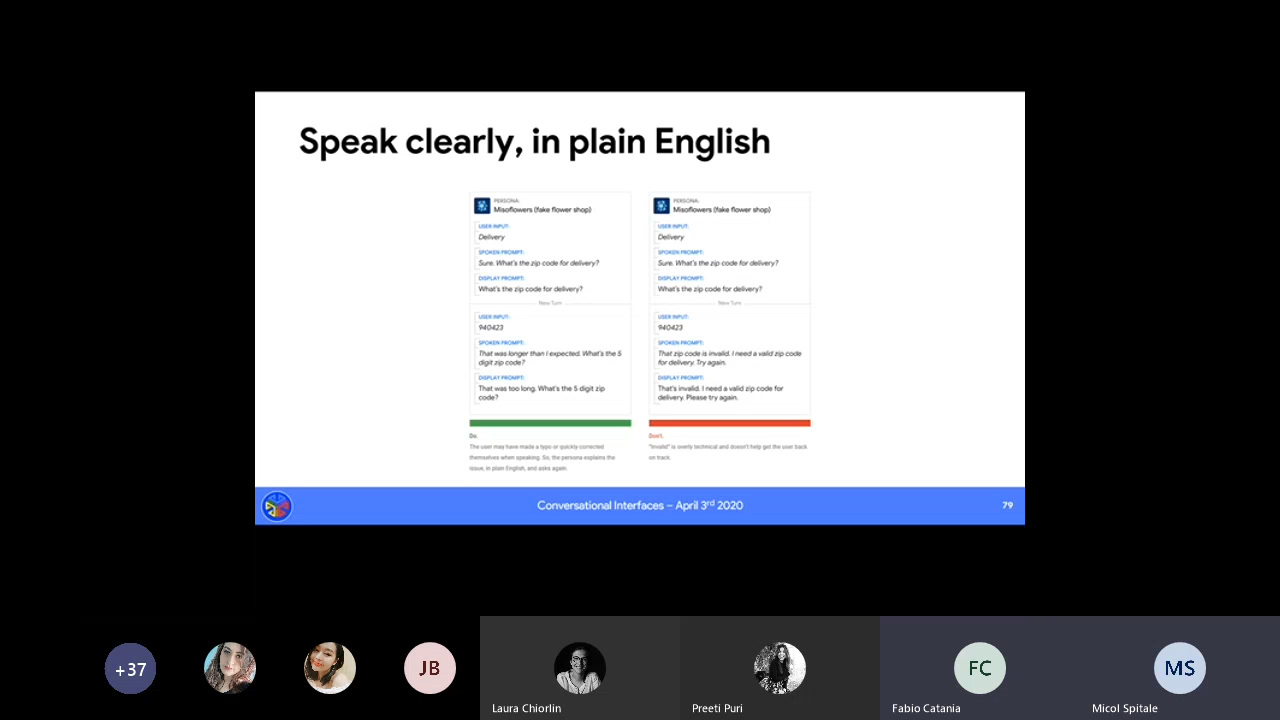 Speak clearly, in plain English
PERSONA:
Misoflowers (fake flower shop)
USER INPUT:
Delivery
SPOKEN PROMPT:
Sure. What's the zip code for delivery?
DISPLAY PROMPT:
What's the zip code for delivery?
New Turn
USER INPUT:
940423
SPOKEN PROMPT:
That was longer than I expected. What's the 5
digit zip code?
DISPLAY PROMPT:
That was too long. What's the 5 digit zip
code?
Do.
The user may have made a typo or quickly corrected
themselves when speaking. So, the persona explains the
issue, in plain English, and asks again.
PERSONA:
Misoflowers (fake flower shop)
USER INPUT:
Delivery
SPOKEN PROMPT:
Sure. What's the zip code for delivery?
DISPLAY PROMPT:
What's the zip code for delivery?
New Turn
USER INPUT:
940423
SPOKEN PROMPT:
That zip code is invalid. I need a valid zip code
for delivery. Try again.
DISPLAY PROMPT:
That's invalid. I need a valid zip code for
delivery. Please try again.
Don't.
"Invalid" is overly technical and doesn't help get the user back
on track.
Conversational Interfaces – April 3rd 2020
79
+37
JB
Laura Chiorlin
Preeti Puri
FC
Fabio Catania
MS
Micol Spitale